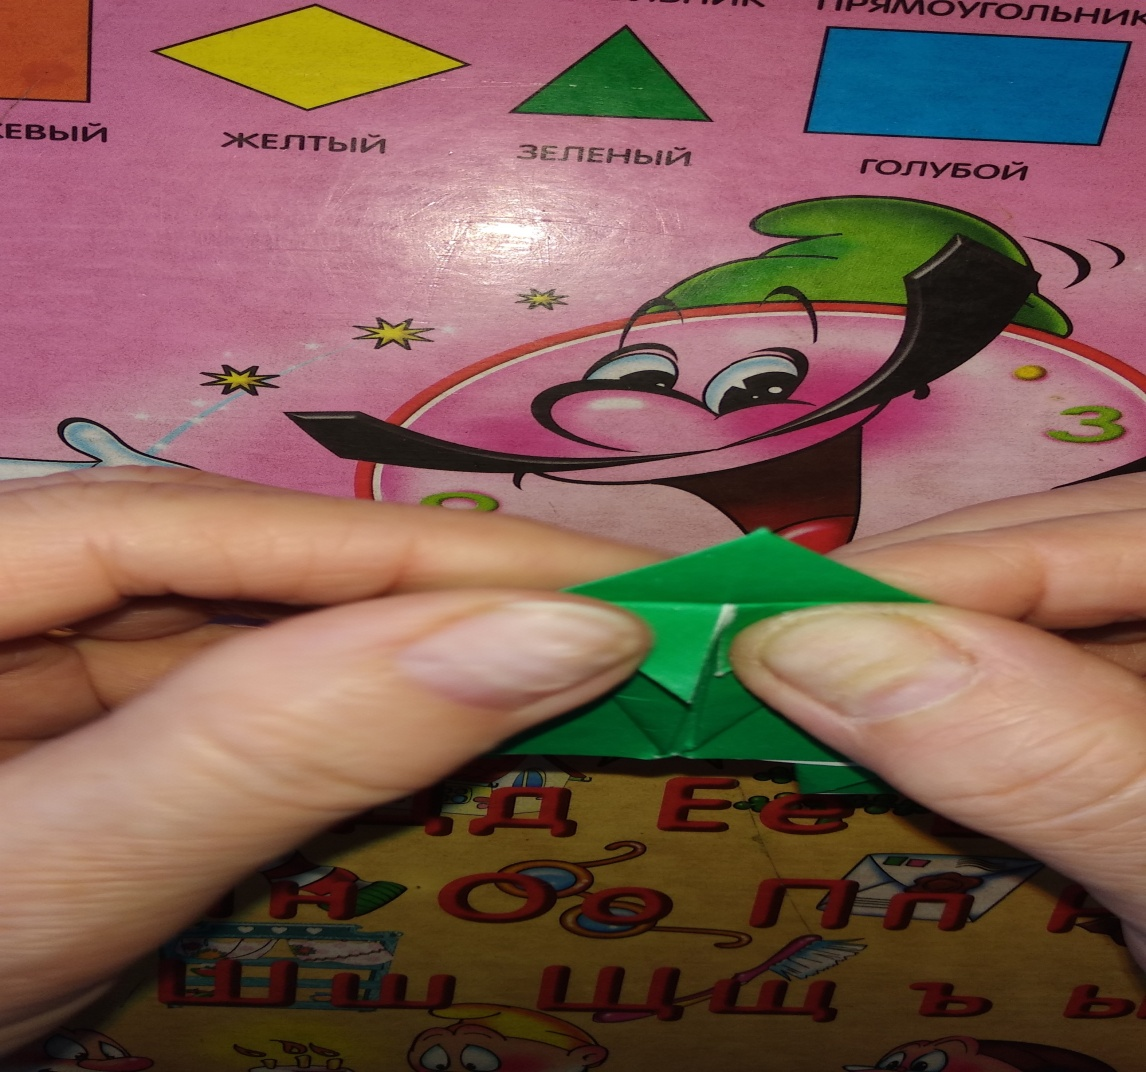 ПРЯМОУГОЛЬНИК
ЖЕЛТЫЙ ЗЕЛЕНЫЙ ГОЛУБОЙ
3
Д Ее
Оо Пп
Шш Щщ ъ